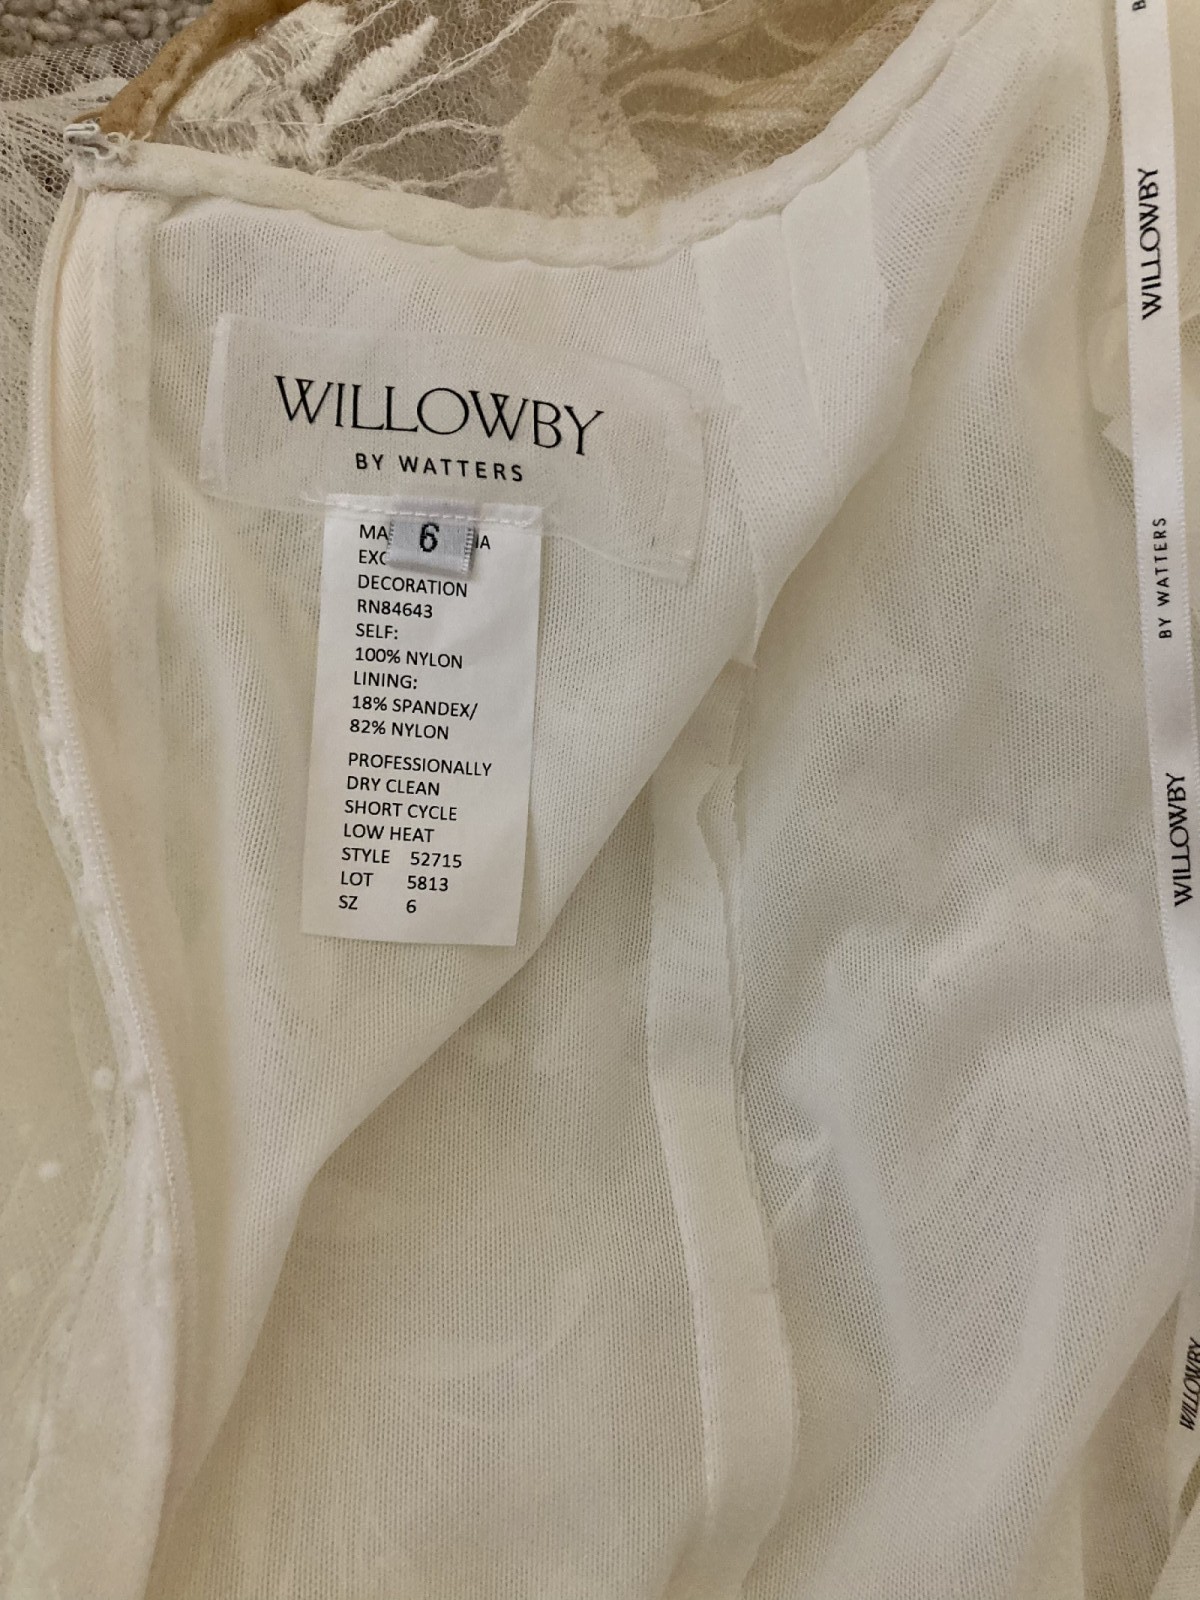 WILLOWBY
BY WATTERS
6
DECORATION
RN84643
SELF:
100% NYLON
LINING:
18% SPANDEX/
82% NYLON
PROFESSIONALLY
DRY CLEAN
SHORT CYCLE
LOW HEAT
STYLE 52715
LOT 5813
SZ 6
WILLOWBY
BY WATTERS
WILLOWBY
WILLOWBY